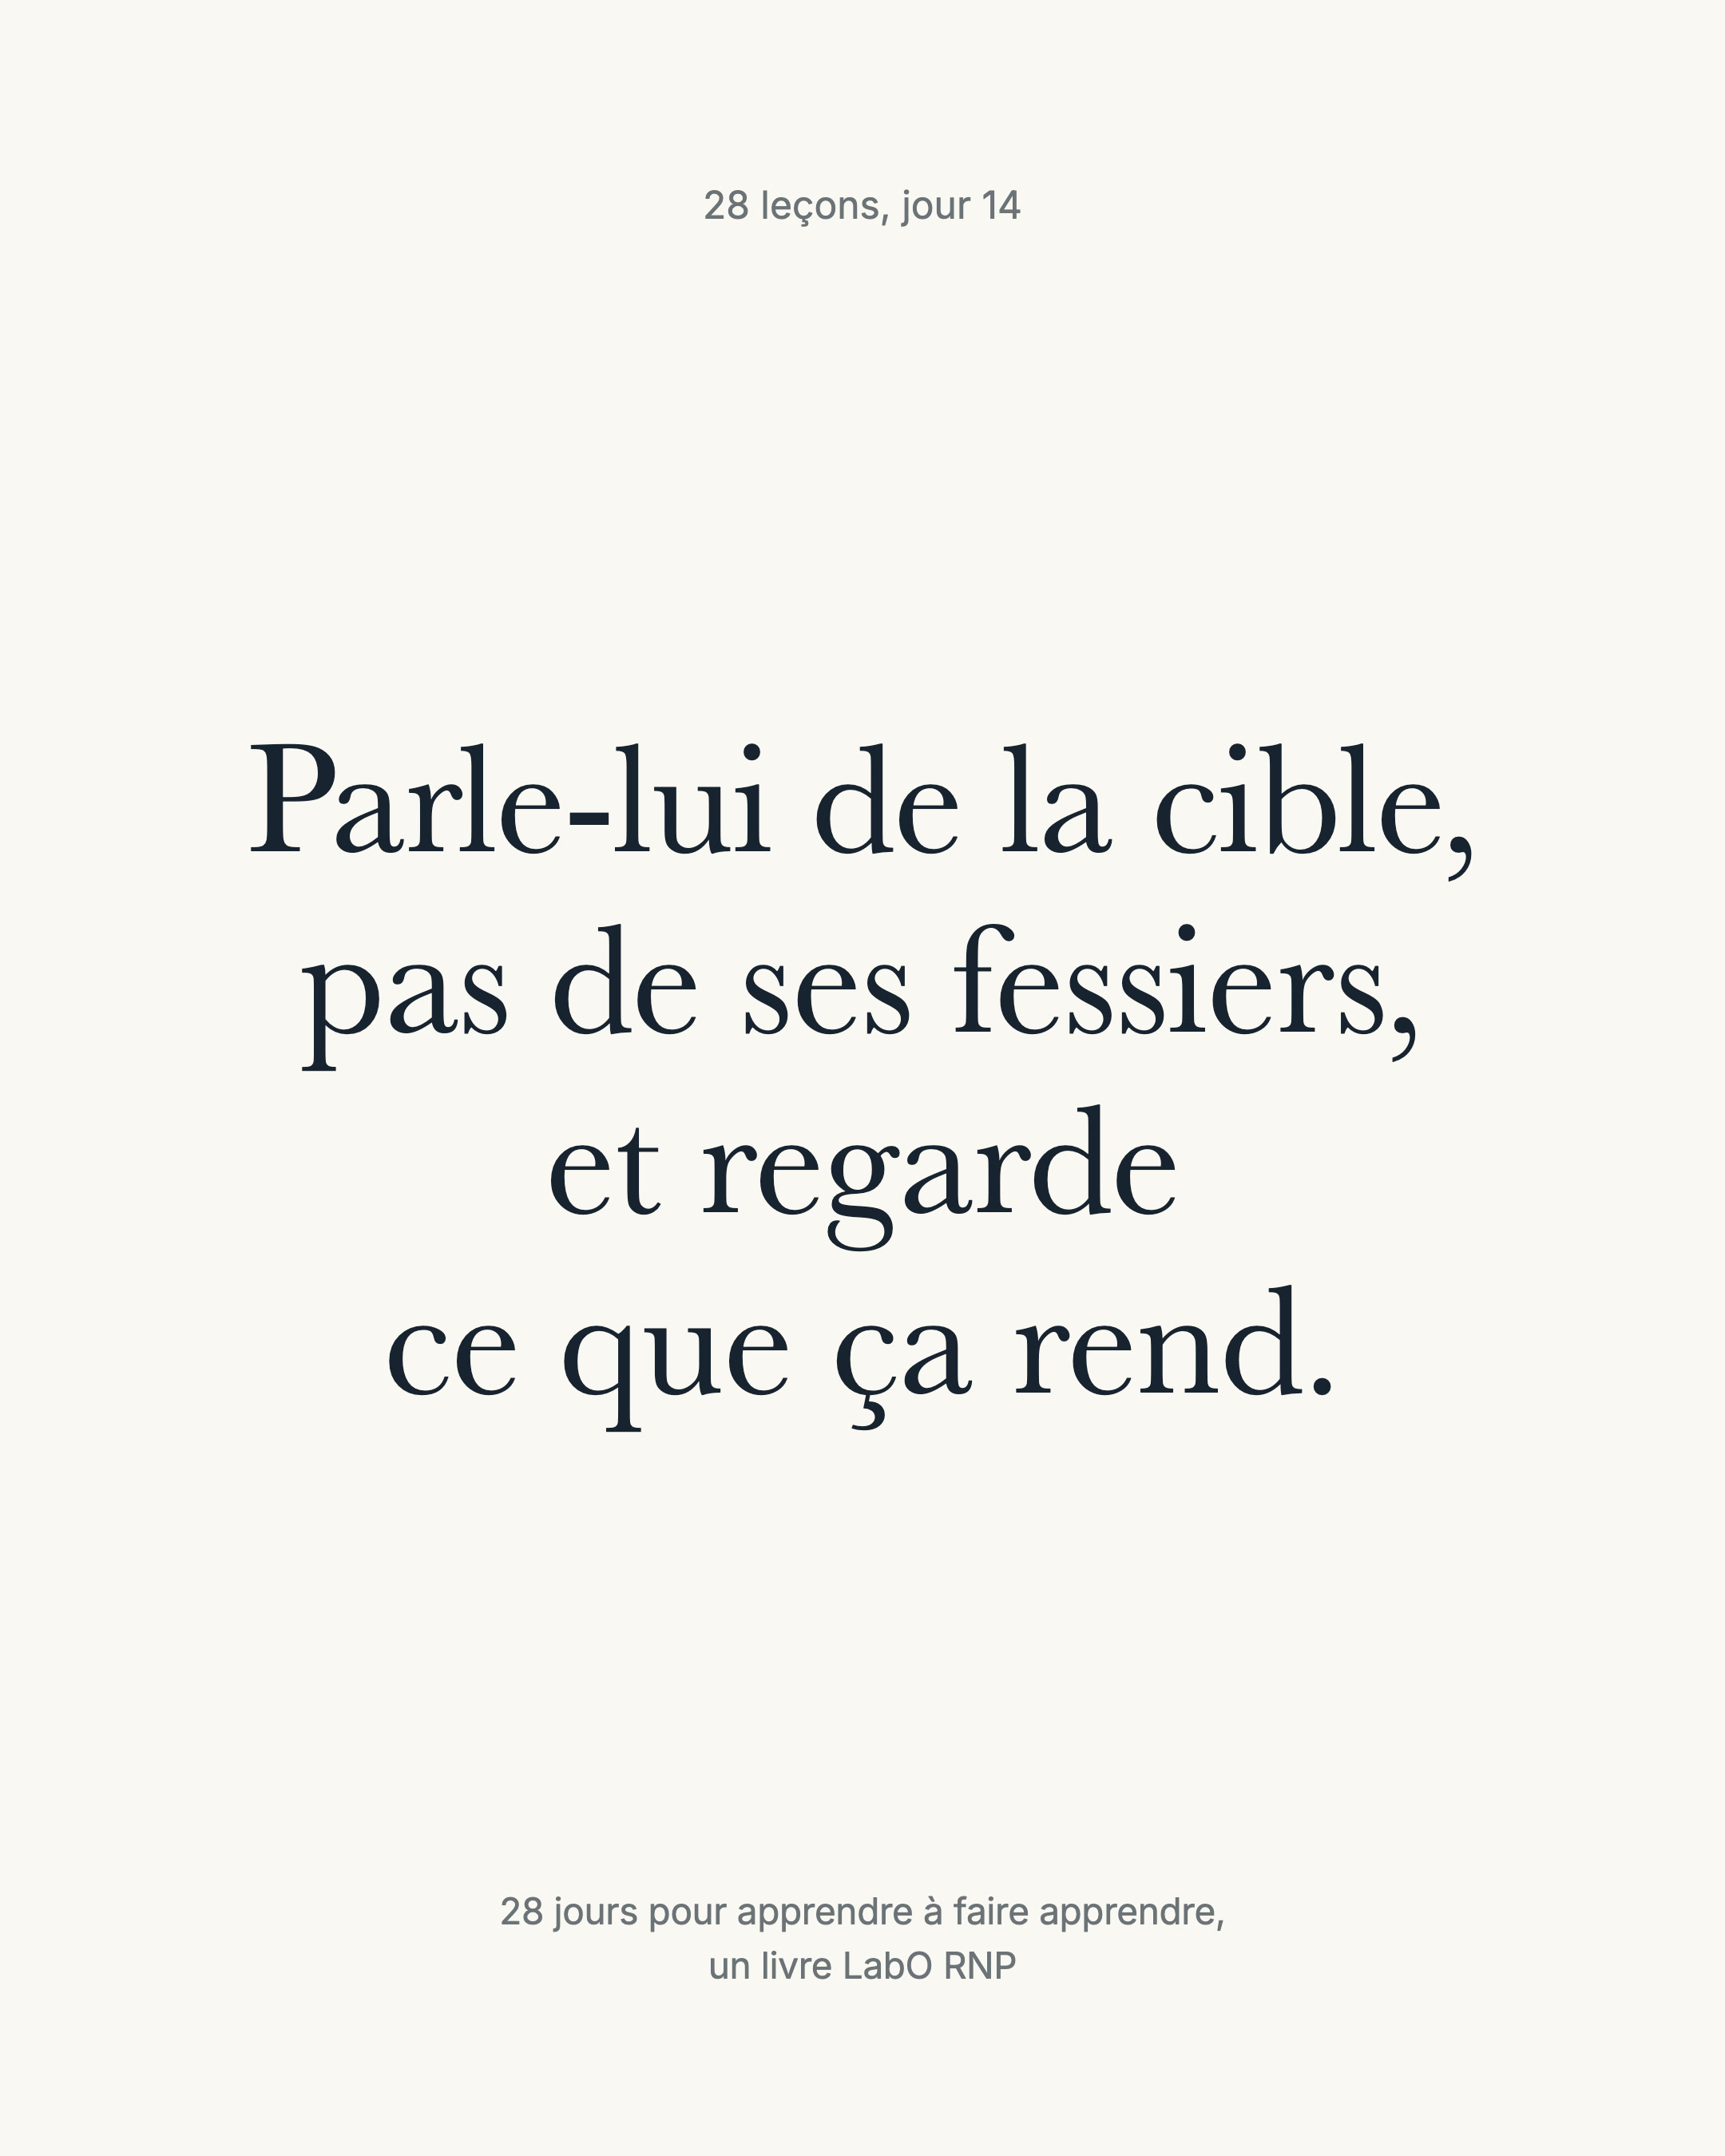 28 leçons, jour 14
Parle-lui de la cible,
pas de ses fessiers,
et regarde
ce que ça rend.
28 jours pour apprendre à faire apprendre,
un livre LabO RNP